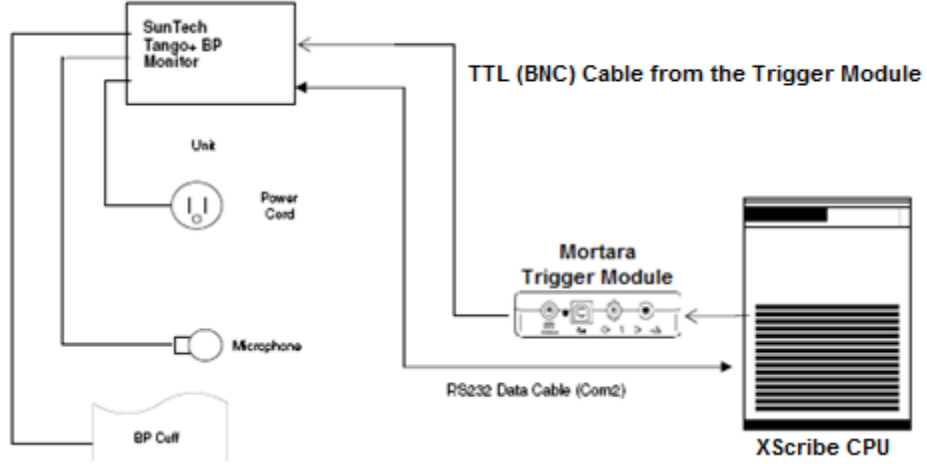 SunTech
Tango+ BP
Monitor
TTL (BNC) Cable from the Trigger Module
Unit
Power
Cord
Mortara
Trigger Module
Microphone
RS232 Data Cable (Com2)
BP Cuff
XScribe CPU